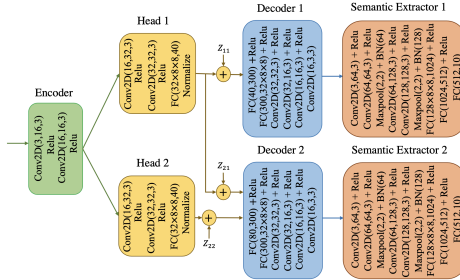 Encoder
Conv2D(3,16,3)
Relu
Conv2D(16,16,3)
Relu
Head 1
Conv2D(16,32,3)
Relu
Conv2D(32,32,3)
Relu
FC(32×8×8,40)
Normalize
Head 2
Conv2D(16,32,3)
Relu
Conv2D(32,32,3)
Relu
FC(32×8×8,40)
Normalize
Z11
Z21
Z22
Decoder 1
FC(40,300) + Relu
FC(300,32×8×8) + Relu
Conv2D(32,32,3) + Relu
Conv2D(32,16,3) + Relu
Conv2D(16,16,3) + Relu
Conv2D(16,3,3)
Decoder 2
FC(80,300) + Relu
FC(300,32×8×8) + Relu
Conv2D(32,32,3) + Relu
Conv2D(32,16,3) + Relu
Conv2D(16,16,3) + Relu
Conv2D(16,3,3)
Semantic Extractor 1
Conv2D(3,64,3) + Relu
Conv2D(64,64,3) + Relu
Maxpool(2,2) + BN(64)
Conv2D(64,128,3) + Relu
Conv2D(128,128,3) + Relu
Maxpool(2,2) + BN(128)
FC(128×8×8,1024) + Relu
FC(1024,512) + Relu
FC(512,10)
Semantic Extractor 2
Conv2D(3,64,3) + Relu
Conv2D(64,64,3) + Relu
Maxpool(2,2) + BN(64)
Conv2D(64,128,3) + Relu
Conv2D(128,128,3) + Relu
Maxpool(2,2) + BN(128)
FC(128×8×8,1024) + Relu
FC(1024,512) + Relu
FC(512,10)